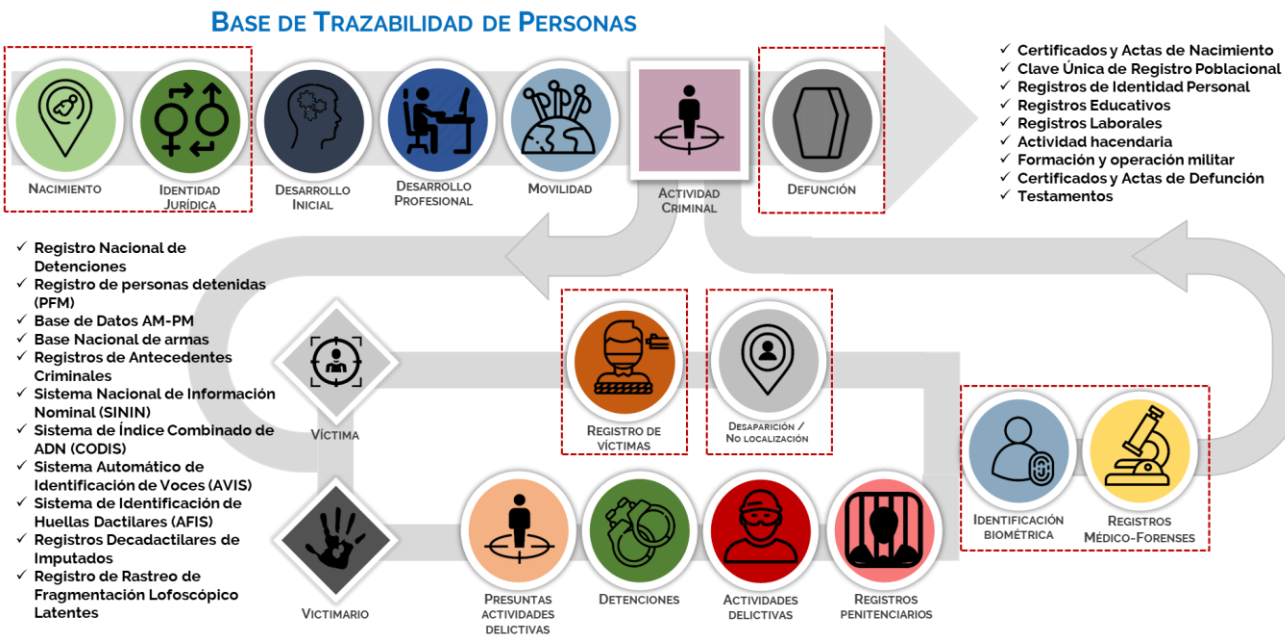 BASE DE TRAZABILIDAD DE PERSONAS
NACIMIENTO
IDENTIDAD
JURÍDICA
DESARROLLO
INICIAL
DESARROLLO
PROFESIONAL
MOVILIDAD
ACTIVIDAD
CRIMINAL
DEFUNCIÓN
✓ Certificados y Actas de Nacimiento
✓ Clave Única de Registro Poblacional
✓ Registros de Identidad Personal
✓ Registros Educativos
✓ Registros Laborales
✓ Actividad hacendaria
✓ Formación y operación militar
✓ Certificados y Actas de Defunción
✓ Testamentos
✓ Registro Nacional de
Detenciones
✓ Registro de personas detenidas
(PFM)
✓ Base de Datos AM-PM
✓ Base Nacional de armas
✓ Registros de Antecedentes
Criminales
✓ Sistema Nacional de Información
Nominal (SININ)
✓ Sistema de Índice Combinado de
ADN (CODIS)
✓ Sistema Automático de
Identificación de Voces (AVIS)
✓ Sistema de Identificación de
Huellas Dactilares (AFIS)
✓ Registros Decadactilares de
Imputados
✓ Registro de Rastreo de
Fragmentación Lofoscópico
Latentes
VÍCTIMA
REGISTRO DE
VÍCTIMAS
DESAPARICIÓN /
NO LOCALIZACIÓN
IDENTIFICACIÓN
BIOMÉTRICA
REGISTROS
MÉDICO-FORENSES
VICTIMARIO
PRESUNTAS
ACTIVIDADES
DELICTIVAS
DETENCIONES
ACTIVIDADES
DELICTIVAS
REGISTROS
PENITENCIARIOS